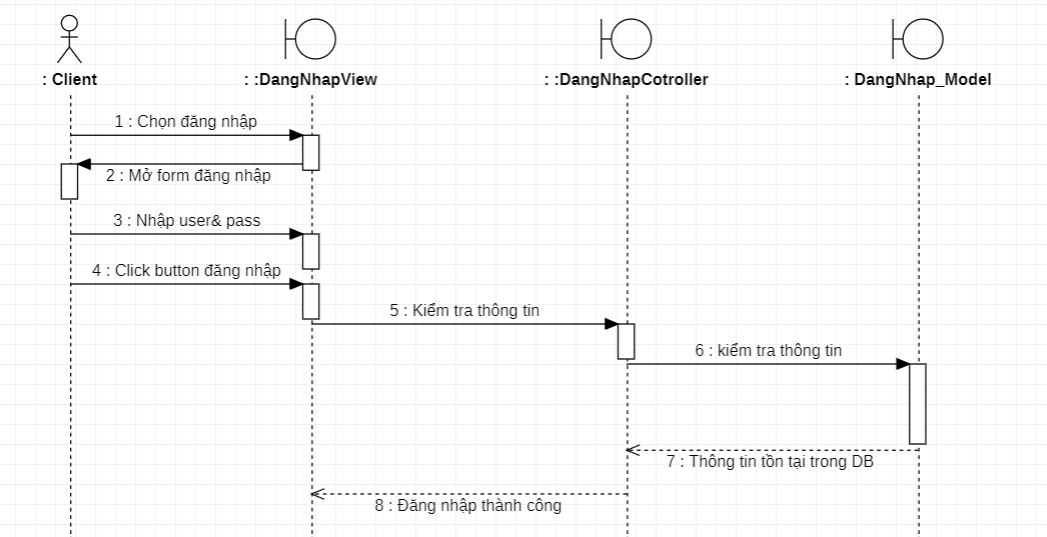 : Client
: :DangNhapView
: :DangNhapCotroller
: DangNhap_Model
1 : Chọn đăng nhập
2 : Mở form đăng nhập
3 : Nhập user& pass
4 : Click button đăng nhập
5 : Kiểm tra thông tin
6 : kiểm tra thông tin
7 : Thông tin tồn tại trong DB
8 : Đăng nhập thành công